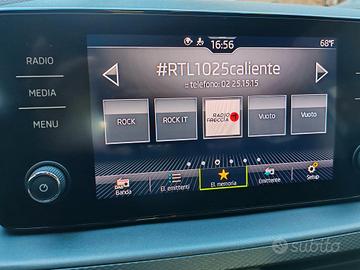 16:56
68°F
RADIO
#RTL1025caliente
= telefono: 02 25.15.15
MEDIA
ROCK
ROCK IT
RADIO FRECCIA
Vuoto
Vuoto
MENU
Banda
El. emittenti
El. memoria
Emittente
Setup
subito.it